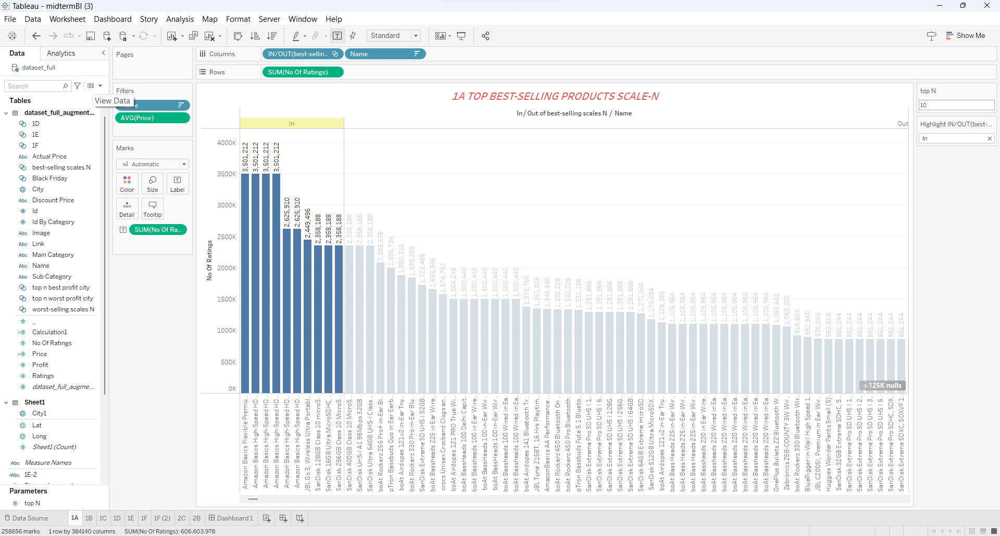 Tableau - midtermBI (3)
File Data Worksheet Dashboard Story Analysis Map Format Server Window Help
Standard
Show Me
Data Analytics
dataset_full
Search
View Data
Tables
dataset_full_augment...
1D
1E
1F
Actual Price
best-selling scales N
Black Friday
City
Discount Price
Id
Id By Category
Image
Link
Main Category
Name
Sub Category
top n best profit city
top n worst profit city
worst-selling scales N
_
Calculation1
No Of Ratings
Price
Profit
Ratings
dataset_full_augme...
Sheet1
City1
Lat
Long
Sheet1 (Count)
Measure Names
1E-2
Parameters
top N
Pages
Filters
AVG(Price)
Marks
Automatic
Color Size Label
Detail Tooltip
SUM(No Of Ra..
Columns IN/OUT(best-sellin.. Name
Rows SUM(No Of Ratings)
1A TOP BEST-SELLING PRODUCTS SCALE-N
In/Out of best-selling scales N / Name
In Out
No Of Ratings
4000K
3500K
3000K
2500K
2000K
1500K
1000K
500K
0K
3,501,212
3,501,212
3,501,212
3,501,212
2,625,910
2,625,910
2,449,496
2,358,188
2,358,188
2,358,188
2,358,188
2,358,188
2,358,188
2,083,578
1,996,734
1,880,310
1,839,208
1,722,488
1,658,946
1,574,792
1,504,248
1,500,440
1,500,440
1,500,440
1,500,440
1,500,440
1,500,440
1,378,760
1,351,016
1,345,948
1,332,228
1,332,228
1,331,156
1,291,866
1,291,866
1,291,866
1,291,866
1,291,866
1,271,540
1,179,094
1,128,186
1,105,964
1,105,964
1,105,964
1,105,964
1,105,964
1,105,964
1,105,964
1,105,964
1,105,964
1,105,964
1,083,642
1,063,200
919,604
892,940
870,096
863,656
861,244
861,244
861,244
861,244
861,244
861,244
861,244
>125K nulls
Amazon Basics Flexible Premiu..
Amazon Basics High-Speed HD..
Amazon Basics High-Speed HD..
Amazon Basics High-Speed HD..
Amazon Basics High-Speed HD..
Amazon Basics High-Speed HD..
JBL Go 3, Wireless Ultra Portabl..
SanDisk 128GB Class 10 microS..
SanDisk 16GB Ultra MicroSDHC ..
SanDisk 256GB Class 10 MicroS..
SanDisk 400GB Class 10 MicroS..
SanDisk UHS-I A1 98Mbps 32GB..
SanDisk Ultra 64GB UHS-I Class ..
boAt Rockerz 255 Pro+ in-Ear Bl..
pTron Bassbuds Duo in Ear Earb..
boAt Airdopes 121v2 in-Ear Tru..
boAt Rockerz 330 Pro in-Ear Blu..
SanDisk Extreme SD UHS I 32GB..
boAt Bassheads 225 in Ear Wire..
crocs Unisex Crocband Clogsan..
boAt Airdopes 121 PRO True Wi..
boAt BassHeads 100 Delhi Capit..
boAt Bassheads 100 in Ear Wire..
boAt BassHeads 100 in-Ear Wir..
boAt BassHeads 100 in-Ear Wir..
boAt Bassheads 100 Wired in Ea..
boAt Bassheads 100 Wired in Ea..
boAt Airdopes 141 Bluetooth Tr..
JBL Tune 215BT, 16 Hrs Playtim..
AmazonBasics AA Performance ..
boAt Rockerz 450 Bluetooth On ..
boAt Rockerz 450 Pro Bluetooth..
pTron Bassbuds Fute 5.1 Blueto..
SanDisk Extreme Pro SD UHS I 1..
SanDisk Extreme Pro SD UHS I 6..
SanDisk Extreme SD UHS I 128G..
SanDisk Extreme SD UHS I 256G..
SanDisk Extreme SD UHS I 64GB..
SanDisk 64GB Extreme microSD..
SanDisk 512GB Ultra MicroSDX..
boAt Airdopes 121v2 in-Ear Tru..
boAt Bass Heads 225 in-Ear Wir..
boAt Bass Heads 225 in-Ear Wir..
boAt Bass Heads 225 in-Ear Wir..
boAt Bassheads 220 in Ear Wire..
boAt Bassheads 220 Wired in Ea..
boAt Bassheads 220 Wired in Ea..
boAt Bassheads 220 Wired in Ea..
boAt Bassheads 220 Wired in Ea..
boAt Bassheads 220 Wired in Ea..
boAt Bassheads 220 Wired in Ea..
OnePlus Bullets Z2 Bluetooth W..
Zebronics ZEB-COUNTY 3W Wir..
boAt Rockerz 330 Bluetooth Wir..
BlueRigger in-Wall High Speed 1..
JBL C200SI, Premium in Ear Wir..
Huggies Wonder Pants Small (S)..
SanDisk 32GB Extreme SDHC, S..
SanDisk Extreme Pro SD UHS I 1..
SanDisk Extreme Pro SD UHS I 2..
SanDisk Extreme Pro SD UHS I 3..
SanDisk Extreme Pro SD UHS I 5..
SanDisk Extreme Pro SDHC, SDX..
SanDisk Extreme SDXC, SDXVF 1..
top N
10
Highlight IN/OUT(best-...
In
Data Source 1A 1B 1C 1D 1E 1F 1F (2) 2C 2B Dashboard 1
258656 marks 1 row by 384140 columns SUM(No Of Ratings): 606,603,978